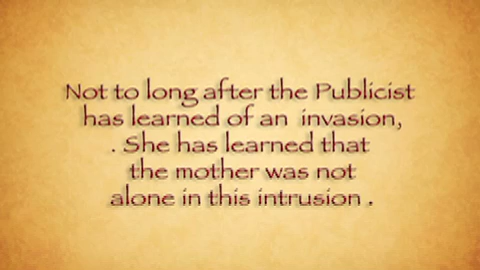 Not to long after the Publicist
has learned of an invasion,
. She has learned that
the mother was not
alone in this intrusion .